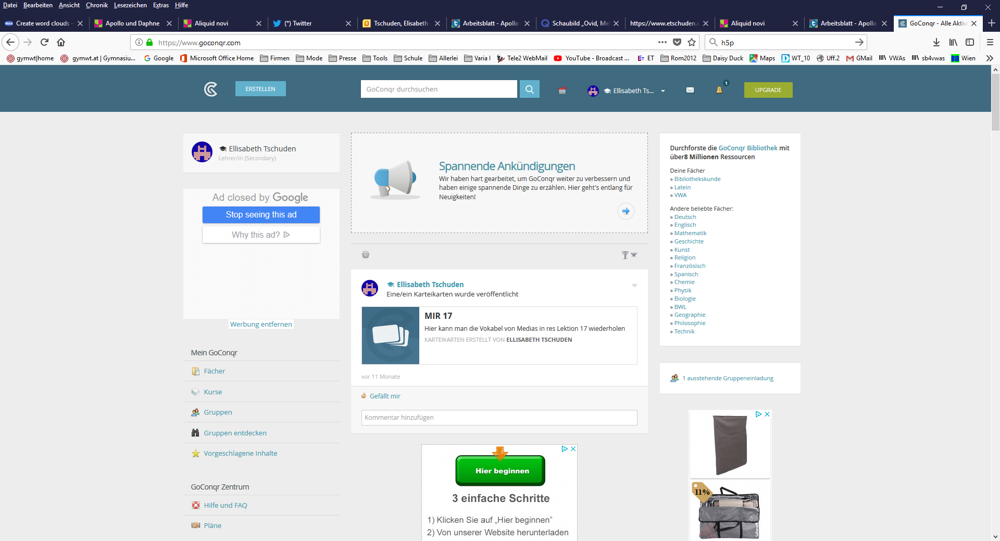 Datei Bearbeiten Ansicht Chronik Lesezeichen Extras Hilfe
Create word clouds –
Apollo und Daphne
Aliquid novi
(*) Twitter
Tschuden, Elisabeth -
Arbeitsblatt - Apollo
Schaubild „Ovid, Me
https://www.etschuden.c
Aliquid novi
Arbeitsblatt - Apollo
GoConqr - Alle Aktivi
https://www.goconqr.com
h5p
gymwt|home
gymwt.at | Gymnasiu...
Google
Microsoft Office Home
Firmen
Mode
Presse
Tools
Schule
Allerlei
Varia I
Tele2 WebMail
YouTube - Broadcast ...
ET
Rom2012
Daisy Duck
Maps
WT_10
Uff.2
GMail
VWAs
sb4vwas
BIB Wien
ERSTELLEN
GoConqr durchsuchen
Ellisabeth Ts...
1
UPGRADE
Ellisabeth Tschuden
Lehrer/in (Secondary)
Ad closed by Google
Stop seeing this ad
Why this ad?
Werbung entfernen
Mein GoConqr
Fächer
Kurse
Gruppen
Gruppen entdecken
Vorgeschlagene Inhalte
GoConqr Zentrum
Hilfe und FAQ
Pläne
Spannende Ankündigungen
Wir haben hart gearbeitet, um GoConqr weiter zu verbessern und
haben einige spannende Dinge zu erzählen. Hier geht's entlang für
Neuigkeiten!
Ellisabeth Tschuden
Eine/ein Karteikarten wurde veröffentlicht
MIR 17
Hier kann man die Vokabel von Medias in res Lektion 17 wiederholen
KARTEIKARTEN ERSTELLT VON ELLISABETH TSCHUDEN
vor 11 Monate
Gefällt mir
Kommentar hinzufügen
Hier beginnen
3 einfache Schritte
1) Klicken Sie auf „Hier beginnen”
2) Von unserer Website herunterladen
Durchforste die GoConqr Bibliothek mit
über8 Millionen Ressourcen
Deine Fächer
» Bibliothekskunde
» Latein
» VWA
Andere beliebte Fächer:
» Deutsch
» Englisch
» Mathematik
» Geschichte
» Kunst
» Religion
» Französisch
» Spanisch
» Chemie
» Physik
» Biologie
» BWL
» Geographie
» Philosophie
» Technik
1 ausstehende Gruppeneinladung
11%